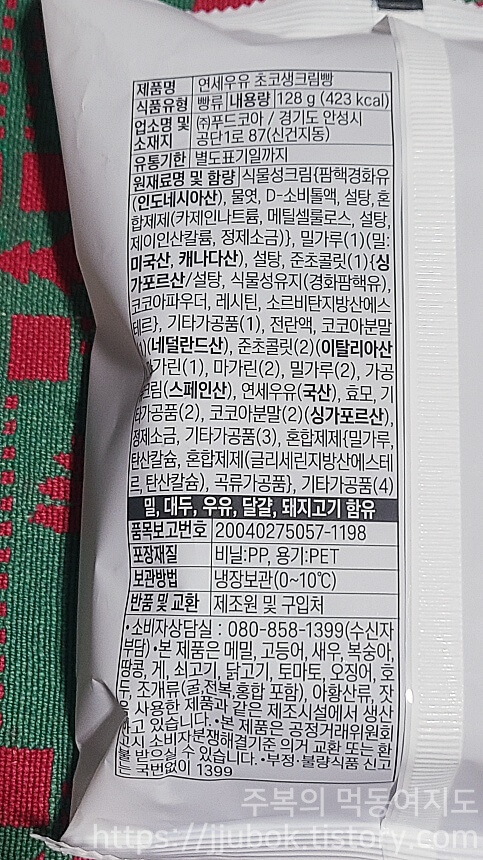 제품명 연세우유 초코생크림빵
식품유형 빵류 내용량 128 g (423 kcal)
업소명 및 소재지 ㈜푸드코아 / 경기도 안성시
공단1로 87(신건지동)
유통기한 별도표기일까지
원재료명 및 함량 식물성크림{팜핵경화유
(인도네시아산), 물엿, D-소비톨액, 설탕, 혼
합제제(카제인나트륨, 메틸셀룰로스, 설탕,
제이인산칼륨, 정제소금)}, 밀가루(1)(밀:
미국산, 캐나다산), 설탕, 준초콜릿(1){싱
가포르산/설탕, 식물성유지(경화팜핵유),
코코아파우더, 레시틴, 소르비탄지방산에스
테르}, 기타가공품(1), 전란액, 코코아분말
(네덜란드산), 준초콜릿(2)(이탈리아산
마가린(1), 마가린(2), 밀가루(2), 가공
크림(스페인산), 연세우유(국산), 효모, 기
타가공품(2), 코코아분말(2)(싱가포르산),
정제소금, 기타가공품(3), 혼합제제{밀가루,
탄산칼슘, 혼합제제(글리세린지방산에스테
르, 탄산칼슘), 곡류가공품}, 기타가공품(4)
밀, 대두, 우유, 달걀, 돼지고기 함유
품목보고번호 20040275057-1198
포장재질 비닐:PP, 용기:PET
보관방법 냉장보관(0~10℃)
반품 및 교환 제조원 및 구입처
•소비자상담실 : 080-858-1399(수신자
부담)•본 제품은 메밀, 고등어, 새우, 복숭아,
땅콩, 게, 쇠고기, 닭고기, 토마토, 오징어, 호
두, 조개류(굴,전복,홍합 포함), 아황산류, 잣
을 사용한 제품과 같은 제조시설에서 생산
하고 있습니다.•본 제품은 공정거래위원회
고시 소비자분쟁해결기준 의거 교환 또는 환
불 받으실 수 있습니다.•부정·불량식품 신고
는 국번없이 1399
주복의 먹동여지도
https://jjubok.tistory.com